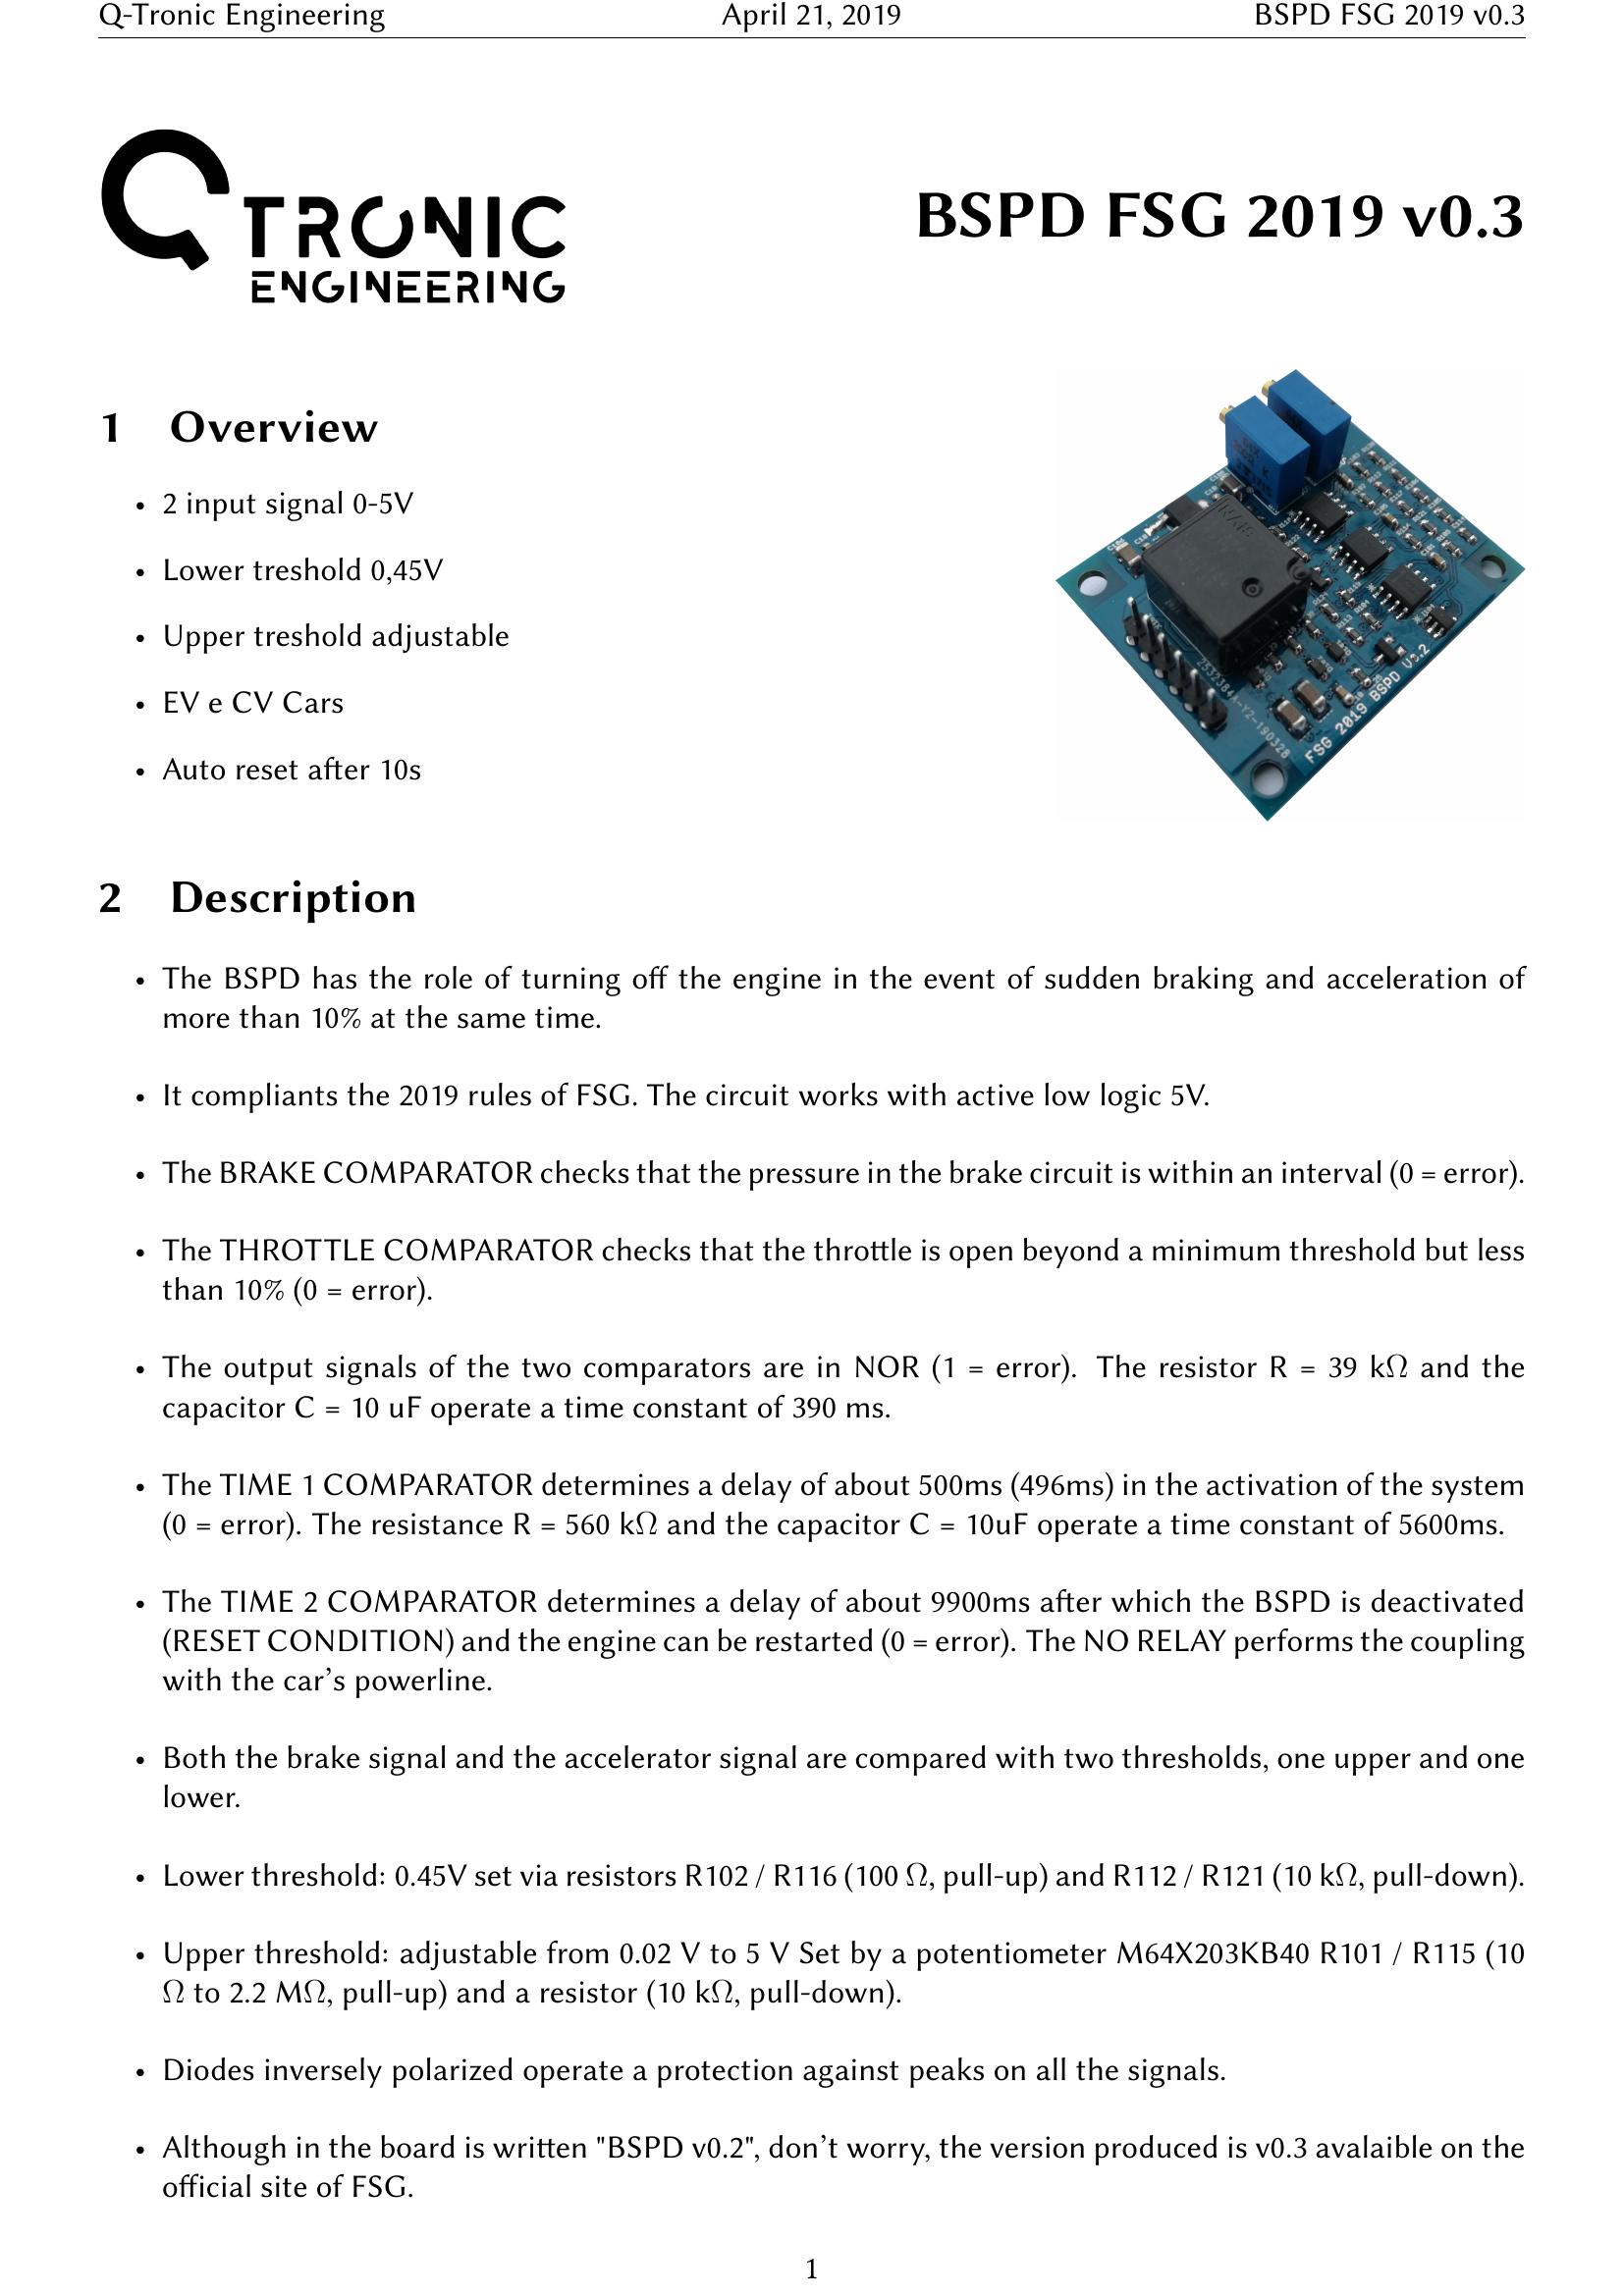 Q-Tronic Engineering April 21, 2019 BSPD FSG 2019 v0.3
TRONIC
ENGINEERING
BSPD FSG 2019 v0.3
1 Overview
• 2 input signal 0-5V
• Lower treshold 0,45V
• Upper treshold adjustable
• EV e CV Cars
• Auto reset after 10s
2532384A-Y2-190328
FSG 2019 BSPD V0.2
2 Description
• The BSPD has the role of turning off the engine in the event of sudden braking and acceleration of
more than 10% at the same time.
• It compliants the 2019 rules of FSG. The circuit works with active low logic 5V.
• The BRAKE COMPARATOR checks that the pressure in the brake circuit is within an interval (0 = error).
• The THROTTLE COMPARATOR checks that the throttle is open beyond a minimum threshold but less
than 10% (0 = error).
• The output signals of the two comparators are in NOR (1 = error). The resistor R = 39 kΩ and the
capacitor C = 10 uF operate a time constant of 390 ms.
• The TIME 1 COMPARATOR determines a delay of about 500ms (496ms) in the activation of the system
(0 = error). The resistance R = 560 kΩ and the capacitor C = 10uF operate a time constant of 5600ms.
• The TIME 2 COMPARATOR determines a delay of about 9900ms after which the BSPD is deactivated
(RESET CONDITION) and the engine can be restarted (0 = error). The NO RELAY performs the coupling
with the car's powerline.
• Both the brake signal and the accelerator signal are compared with two thresholds, one upper and one
lower.
• Lower threshold: 0.45V set via resistors R102 / R116 (100 Ω, pull-up) and R112 / R121 (10 kΩ, pull-down).
• Upper threshold: adjustable from 0.02 V to 5 V Set by a potentiometer M64X203KB40 R101 / R115 (10
Ω to 2.2 MΩ, pull-up) and a resistor (10 kΩ, pull-down).
• Diodes inversely polarized operate a protection against peaks on all the signals.
• Although in the board is written "BSPD v0.2", don't worry, the version produced is v0.3 avalaible on the
official site of FSG.
1